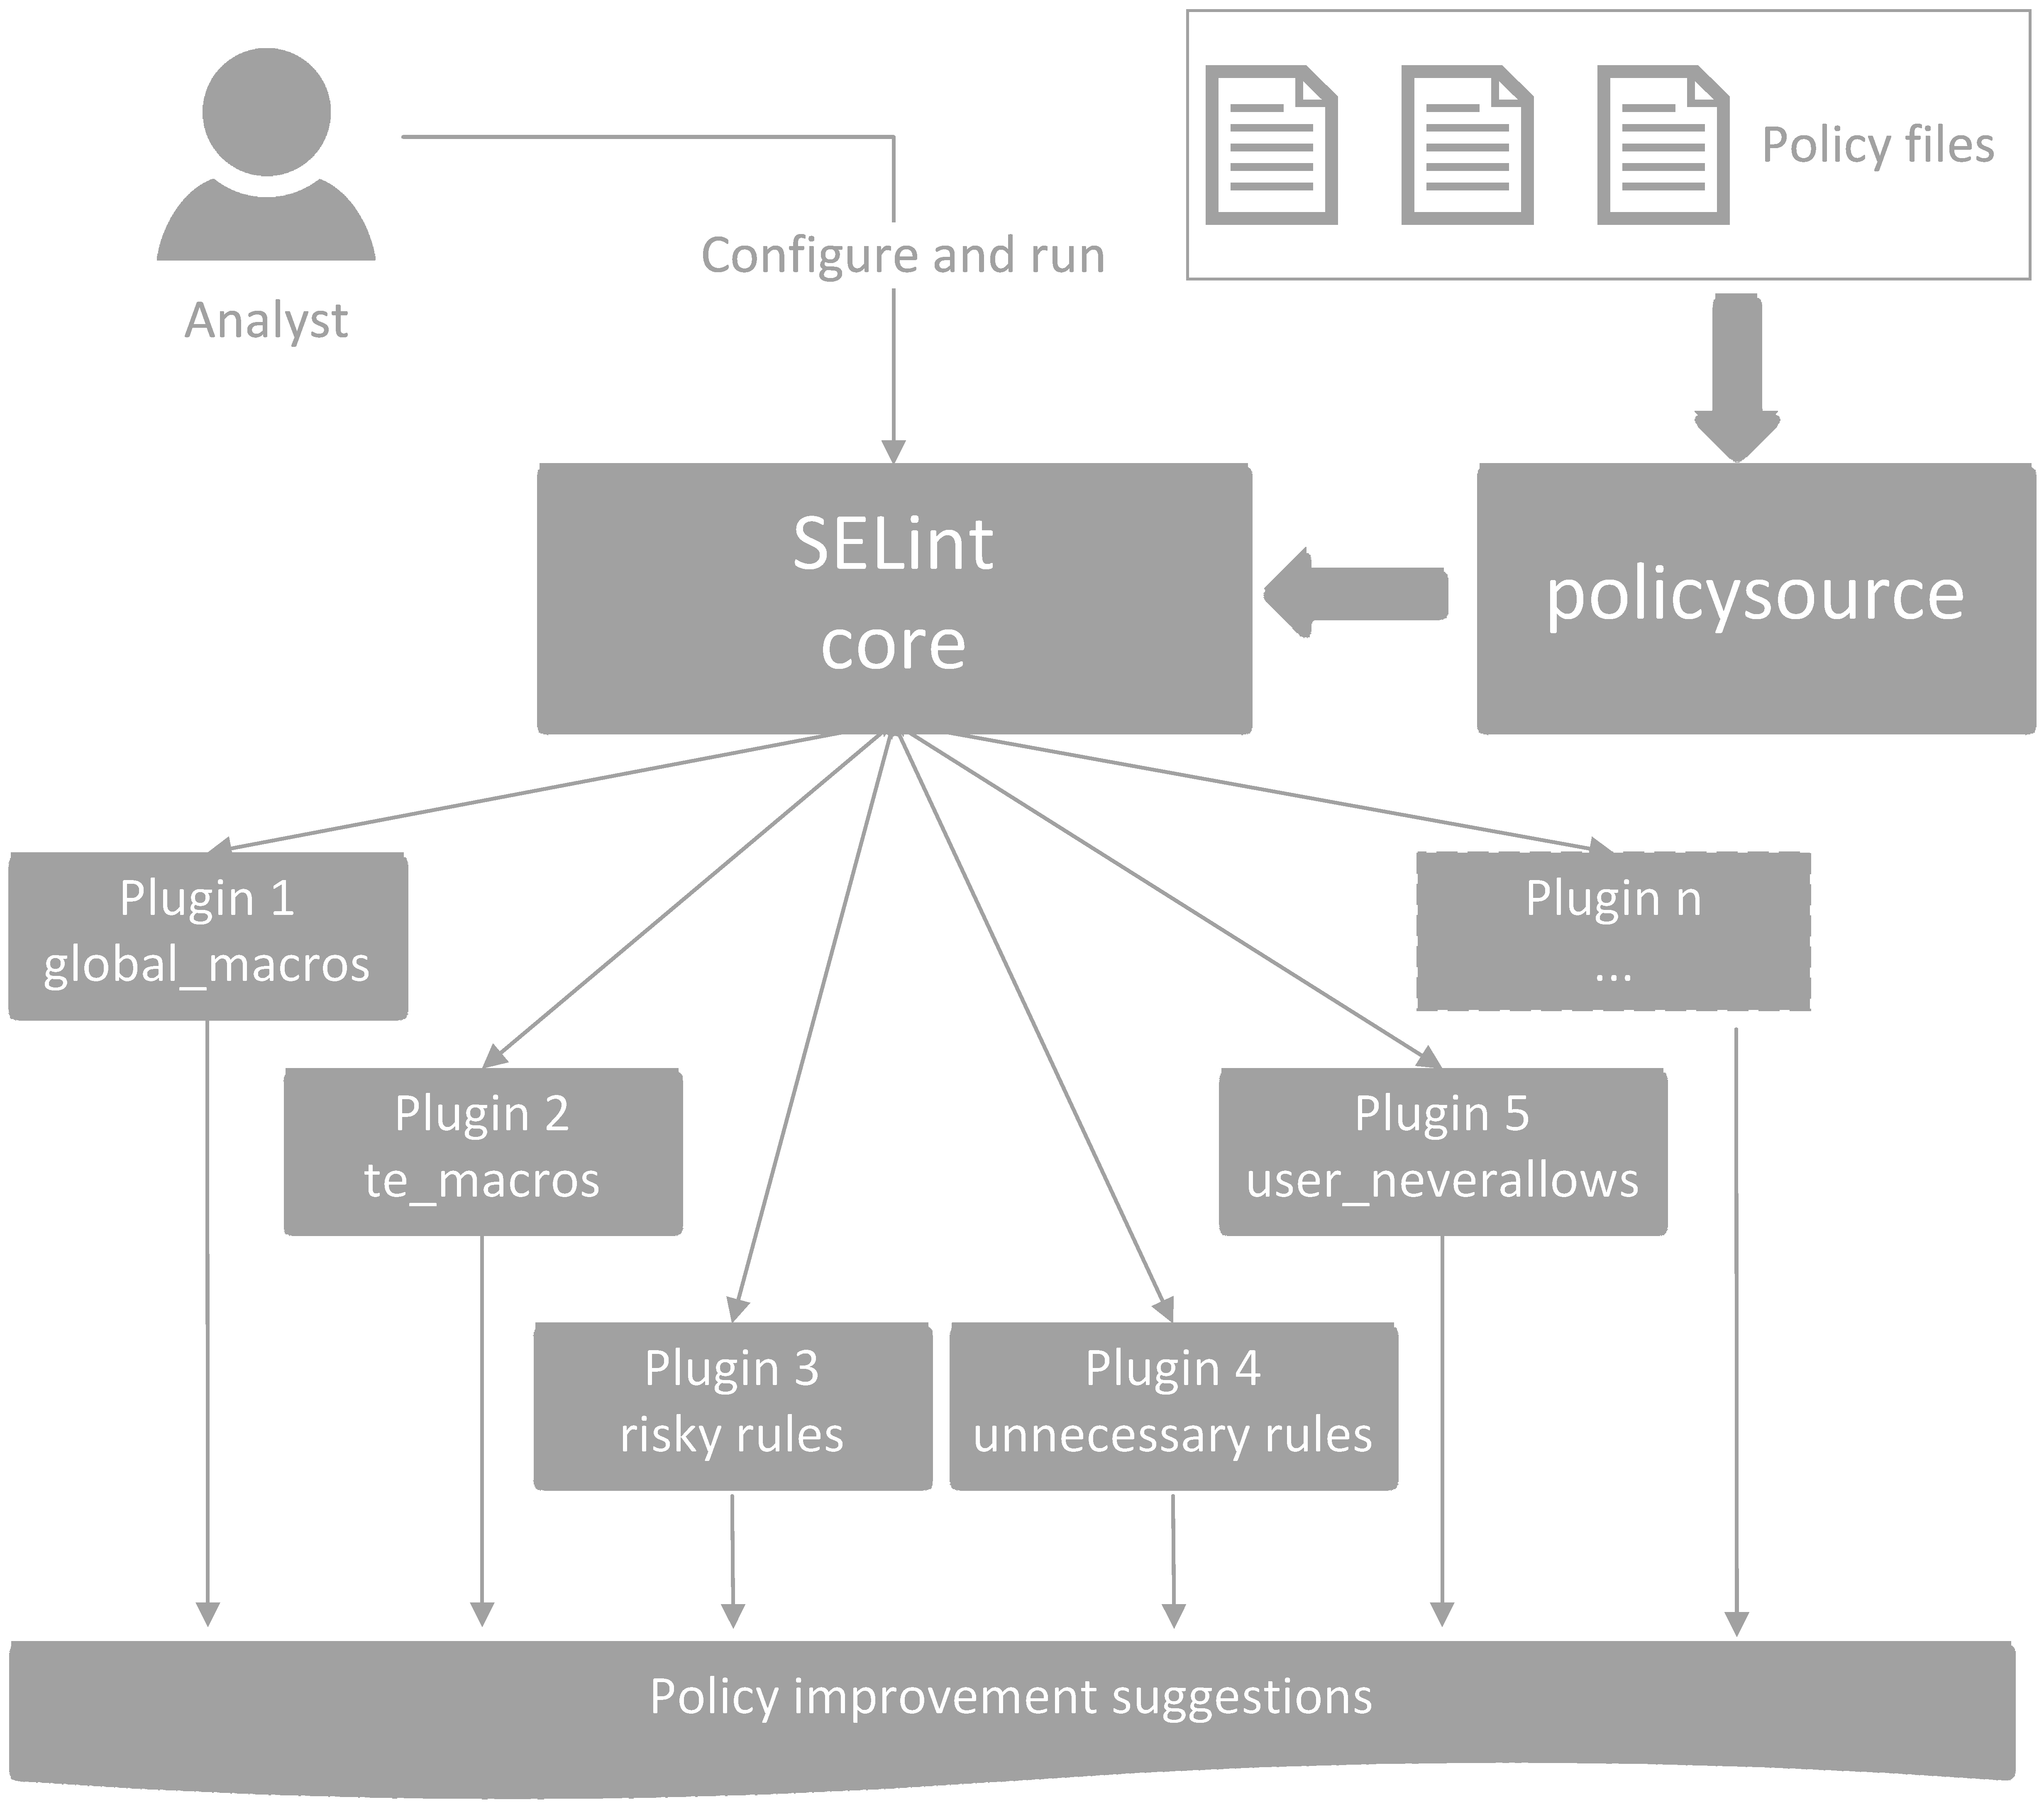 Policy files
Configure and run
Analyst
SELint
core
policysource
Plugin 1
global_macros
Plugin n
...
Plugin 2
te_macros
Plugin 5
user_neverallows
Plugin 3
risky rules
Plugin 4
unnecessary rules
Policy improvement suggestions